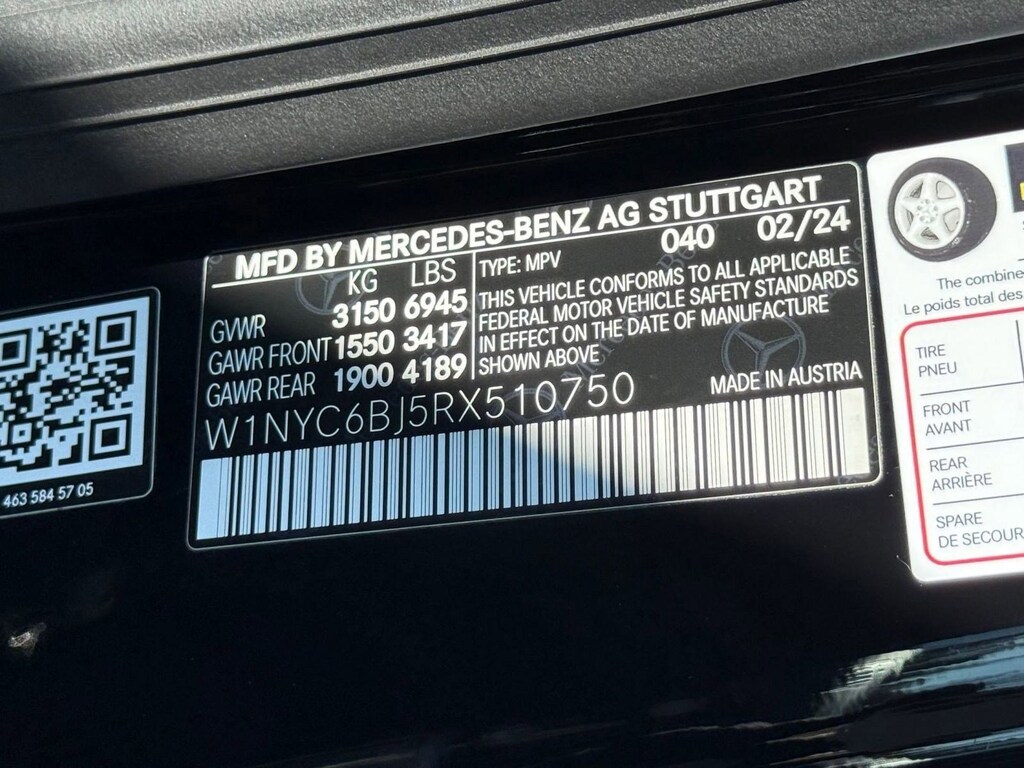 MFD BY MERCEDES-BENZ AG STUTTGART
040 02/24
KG LBS
GVWR 3150 6945
GAWR FRONT 1550 3417
GAWR REAR 1900 4189
TYPE: MPV
THIS VEHICLE CONFORMS TO ALL APPLICABLE
FEDERAL MOTOR VEHICLE SAFETY STANDARDS
IN EFFECT ON THE DATE OF MANUFACTURE
SHOWN ABOVE
W1NYC6BJ5RX510750
MADE IN AUSTRIA
463 584 57 05
The combine
Le poids total des
TIRE
PNEU
FRONT
AVANT
REAR
ARRIÈRE
SPARE
DE SECOUR